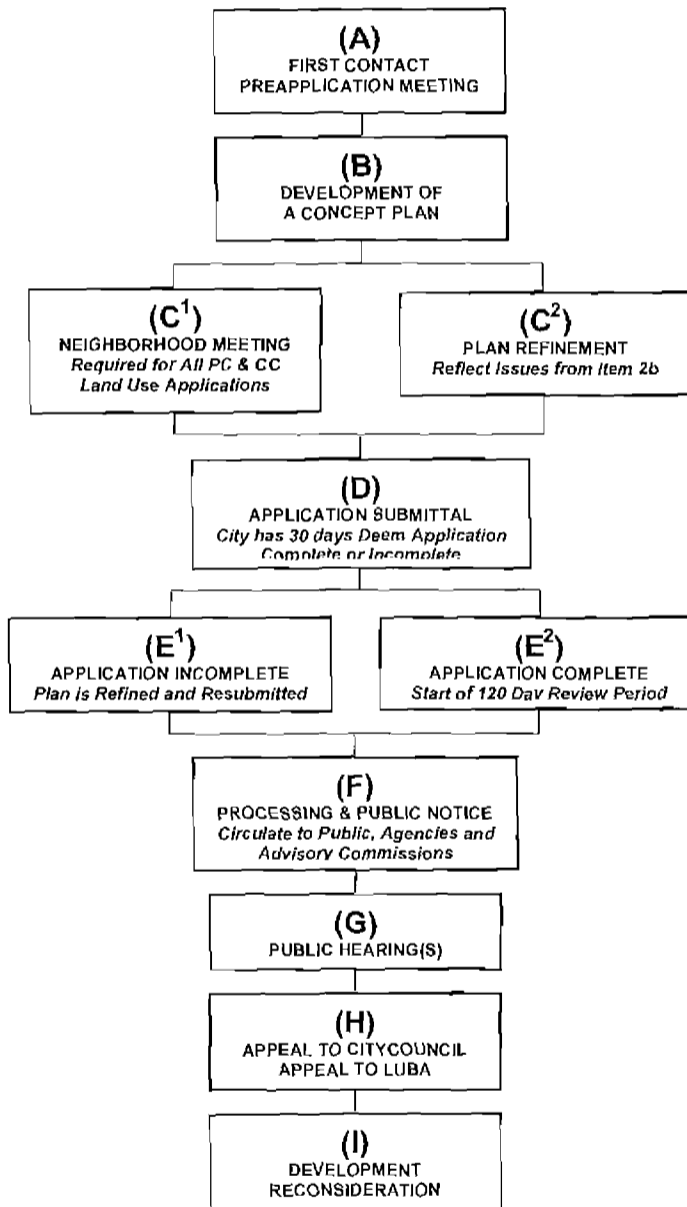 (A)
FIRST CONTACT
PREAPPLICATION MEETING
(B)
DEVELOPMENT OF
A CONCEPT PLAN
(C¹)
NEIGHBORHOOD MEETING
Required for All PC & CC
Land Use Applications
(C²)
PLAN REFINEMENT
Reflect Issues from Item 2b
(D)
APPLICATION SUBMITTAL
City has 30 days Deem Application
Complete or Incomplete
(E¹)
APPLICATION INCOMPLETE
Plan is Refined and Resubmitted
(E²)
APPLICATION COMPLETE
Start of 120 Day Review Period
(F)
PROCESSING & PUBLIC NOTICE
Circulate to Public, Agencies and
Advisory Commissions
(G)
PUBLIC HEARING(S)
(H)
APPEAL TO CITYCOUNCIL
APPEAL TO LUBA
(I)
DEVELOPMENT
RECONSIDERATION